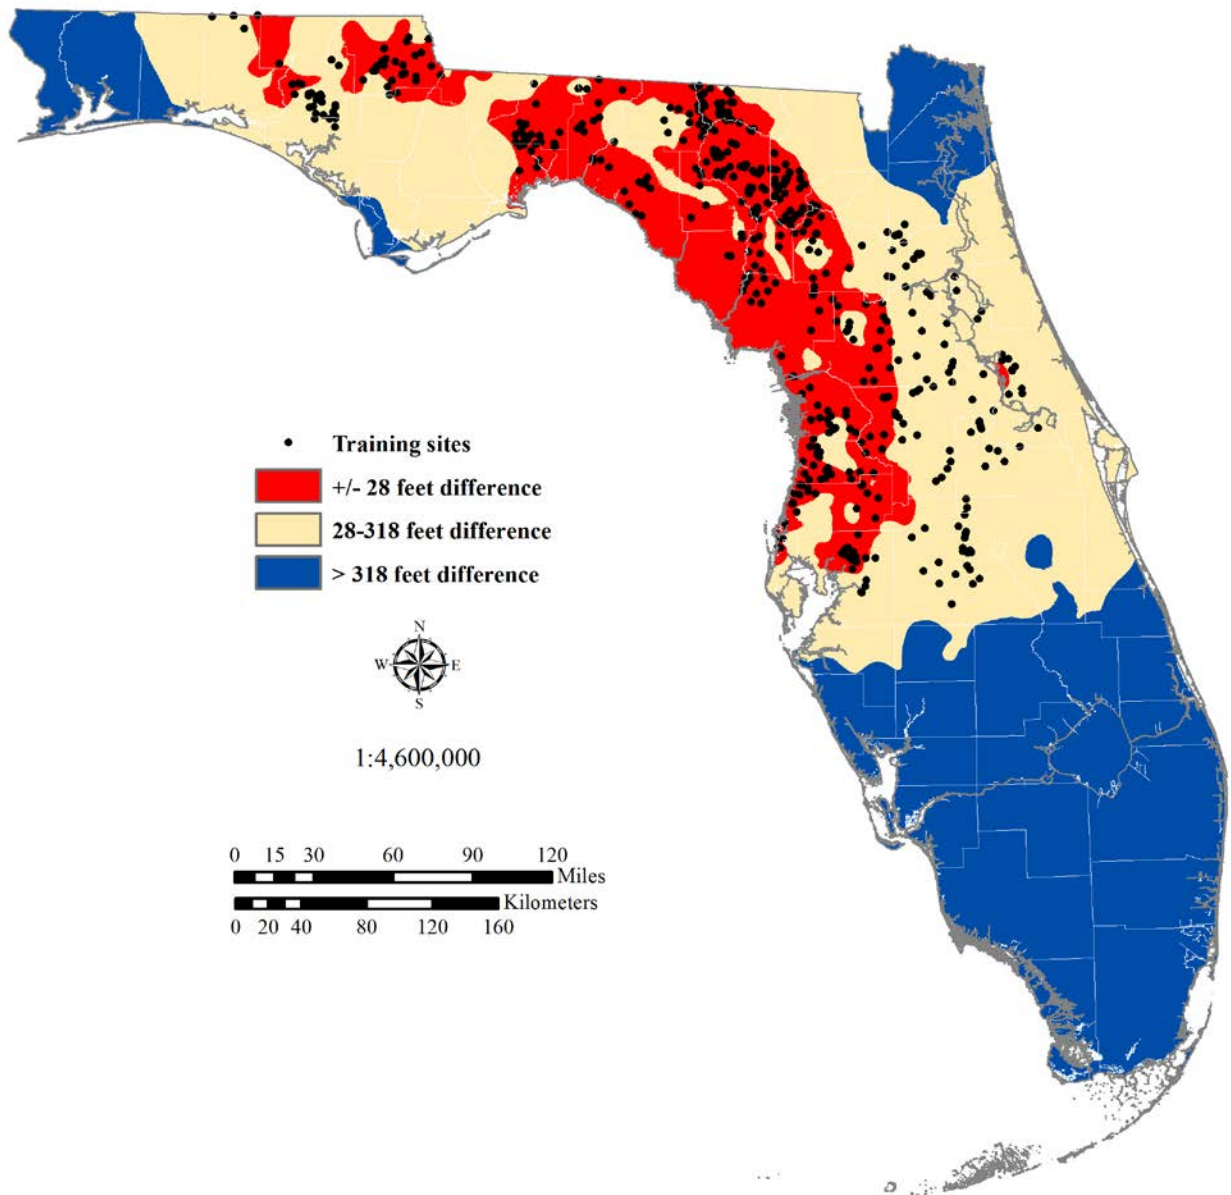 Training sites
+/- 28 feet difference
28-318 feet difference
> 318 feet difference
N
W E
S
1:4,600,000
0 15 30 60 90 120
Miles
Kilometers
0 20 40 80 120 160